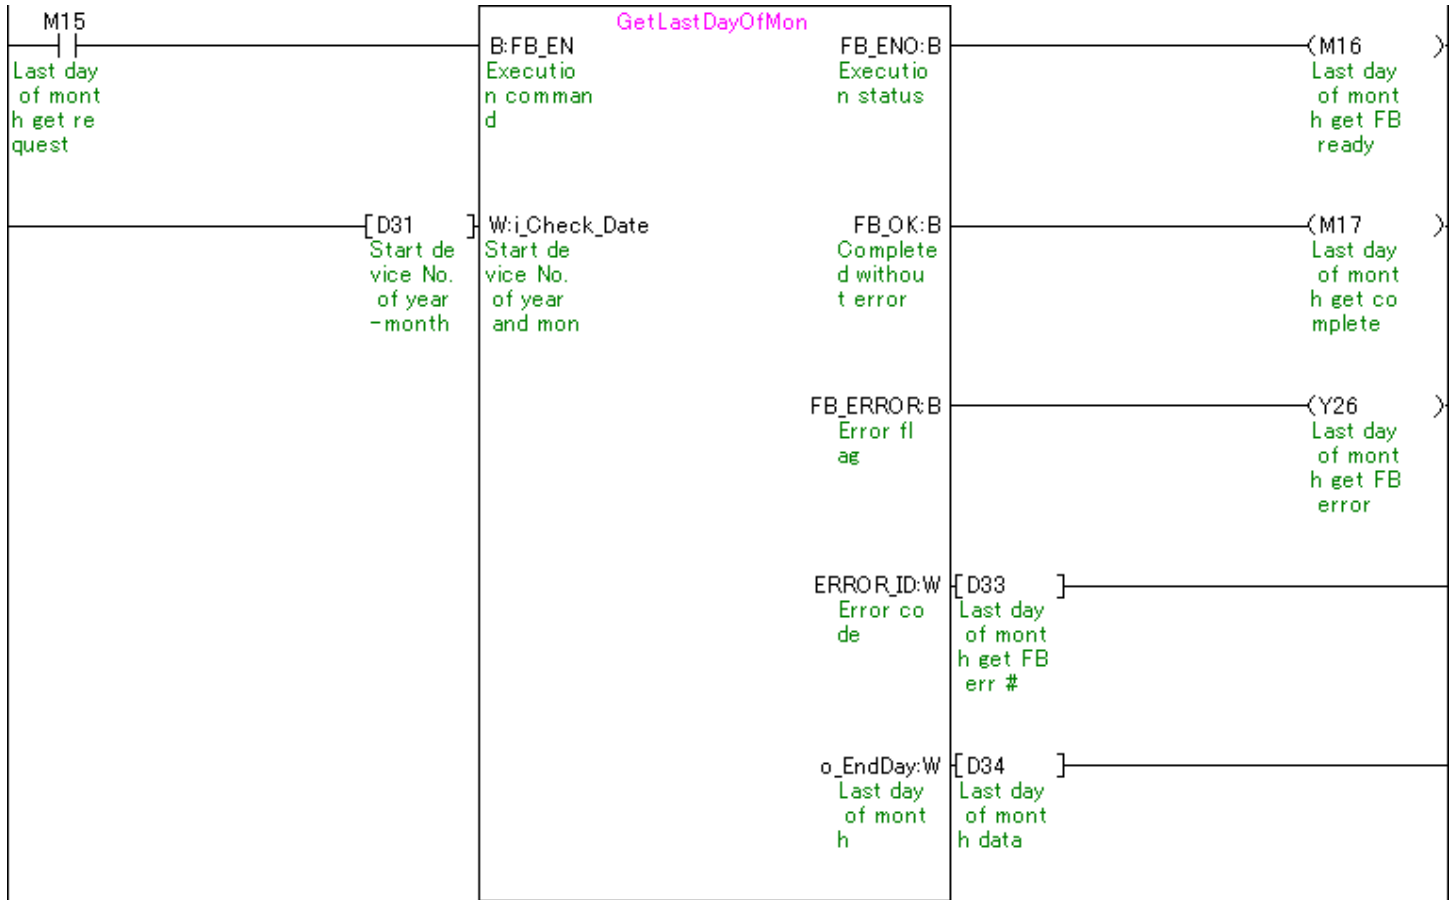 M15
GetLastDayOfMon
B:FB_EN
FB_ENO:B
(M16 )
Last day
of mont
h get re
quest
Executio
n comman
d
Executio
n status
Last day
of mont
h get FB
ready
[D31 ]
W:i_Check_Date
FB_OK:B
(M17 )
Start de
vice No.
of year
-month
Start de
vice No.
of year
and mon
Complete
d withou
t error
Last day
of mont
h get co
mplete
FB_ERROR:B
(Y26 )
Error fl
ag
Last day
of mont
h get FB
error
ERROR_ID:W
[D33 ]
Error co
de
Last day
of mont
h get FB
err #
o_EndDay:W
[D34 ]
Last day
of mont
h
Last day
of mont
h data